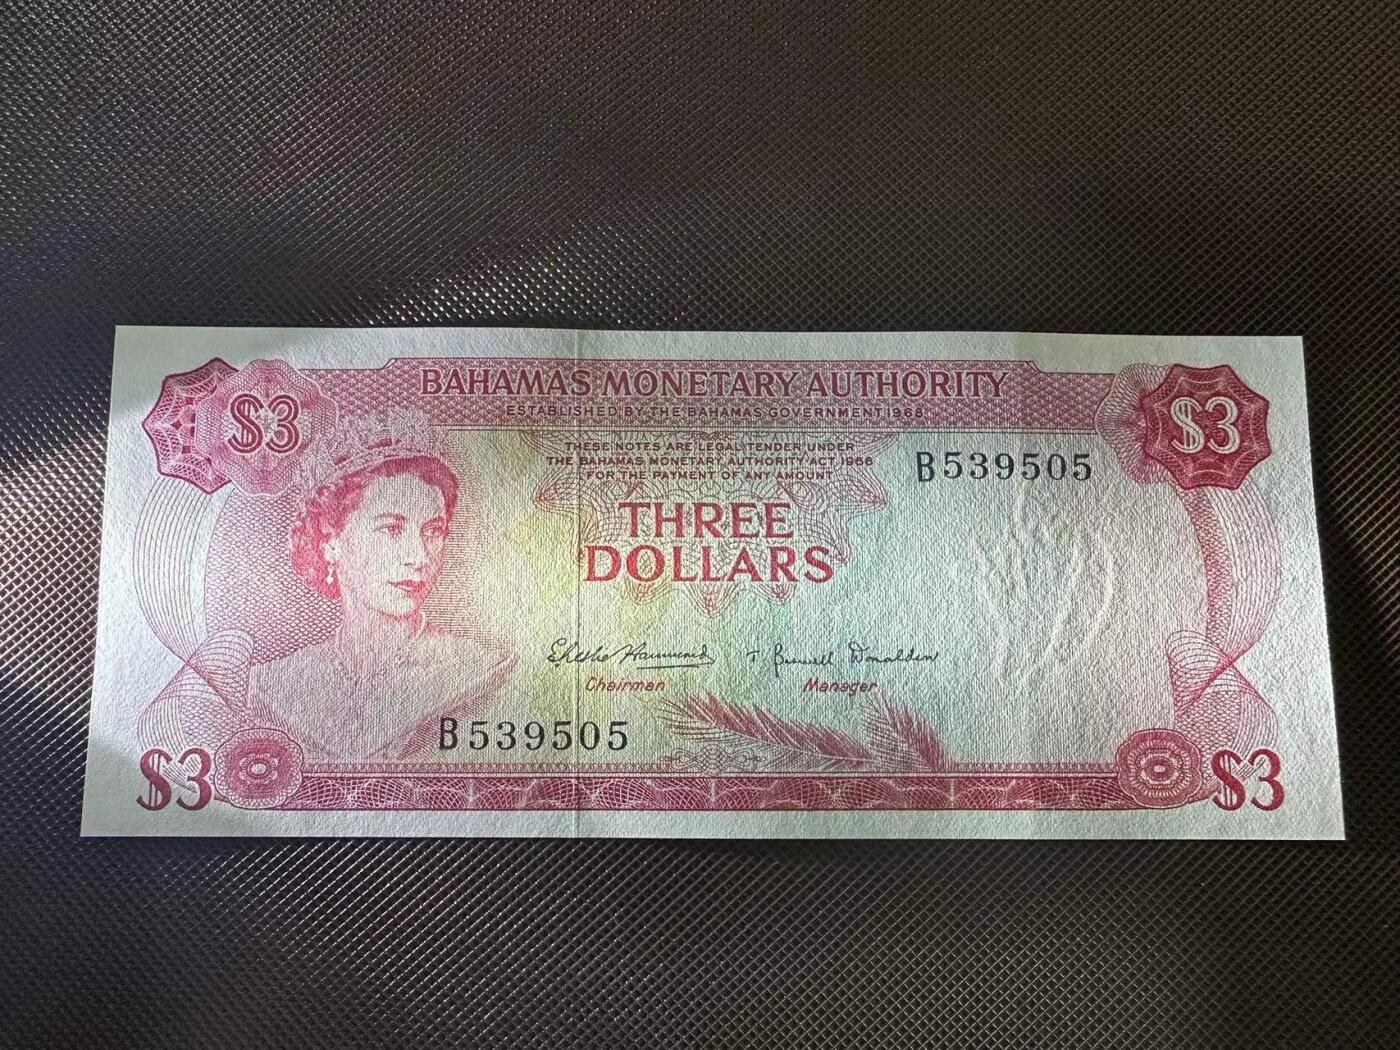 BAHAMAS MONETARY AUTHORITY
ESTABLISHED BY THE BAHAMAS GOVERNMENT 1968
$3
$3
THESE NOTES ARE LEGAL TENDER UNDER
THE BAHAMAS MONETARY AUTHORITY ACT 1968
FOR THE PAYMENT OF ANY AMOUNT
B539505
THREE
DOLLARS
Chairman
Manager
B539505
$3
$3